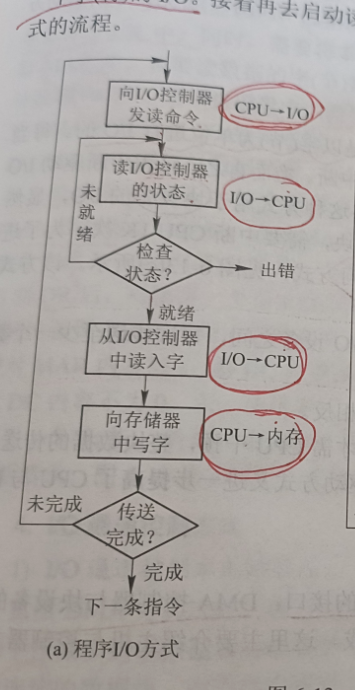 接着再去启动读
式的流程。
向I/O控制器
发读命令
CPU→I/O
读I/O控制器
的状态
I/O→CPU
未
就
绪
检查
状态?
出错
就绪
从I/O控制器
中读入字
I/O→CPU
向存储器
中写字
CPU→内存
未完成
传送
完成?
完成
下一条指令
(a) 程序I/O方式